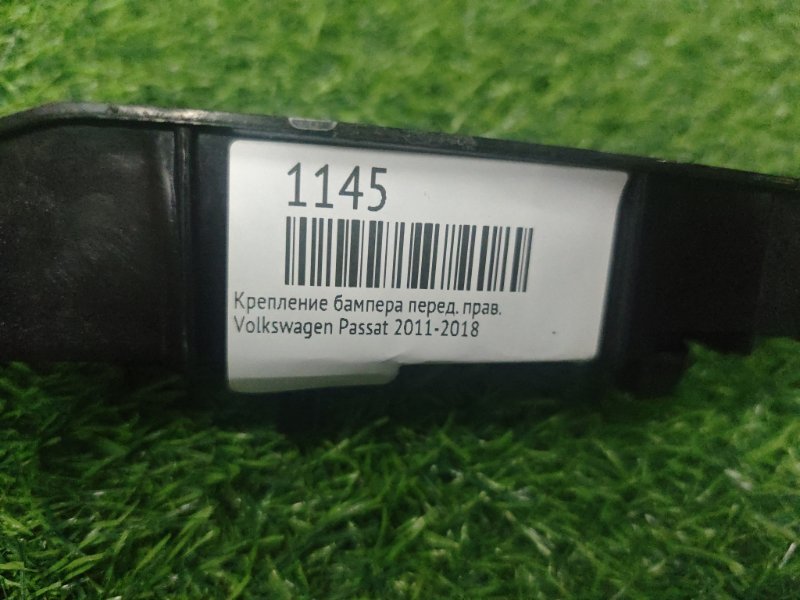 1145
Крепление бампера перед. прав.
Volkswagen Passat 2011-2018